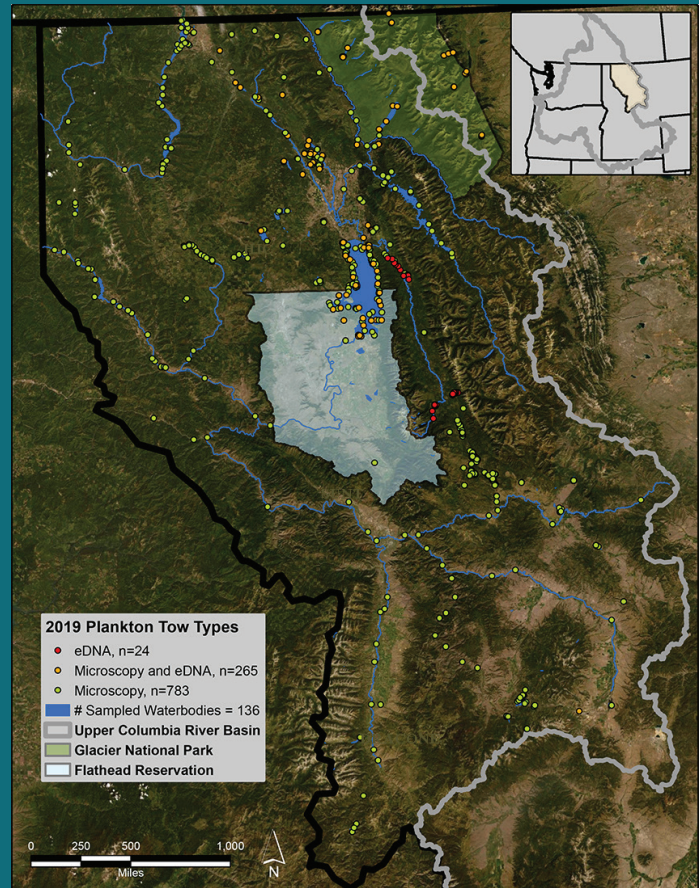 2019 Plankton Tow Types
eDNA, n=24
Microscopy and eDNA, n=265
Microscopy, n=783
# Sampled Waterbodies = 136
Upper Columbia River Basin
Glacier National Park
Flathead Reservation
0 250 500 1,000
Miles
N